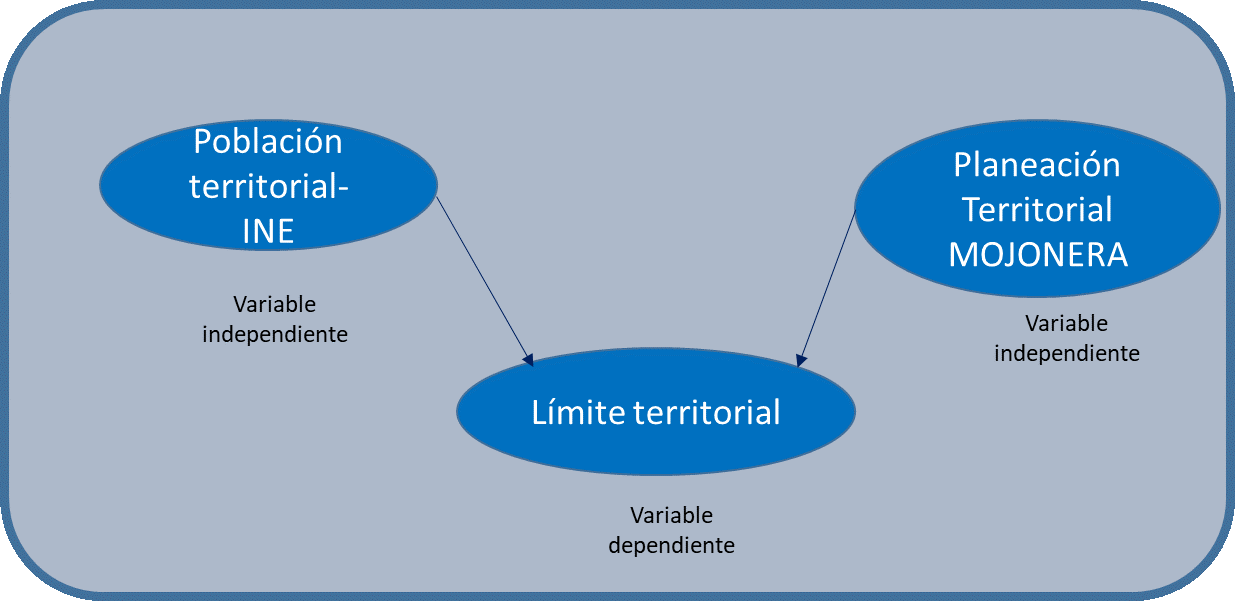 Población
territorial-
INE
Planeación
Territorial
MOJONERA
Variable
independiente
Variable
independiente
Límite territorial
Variable
dependiente